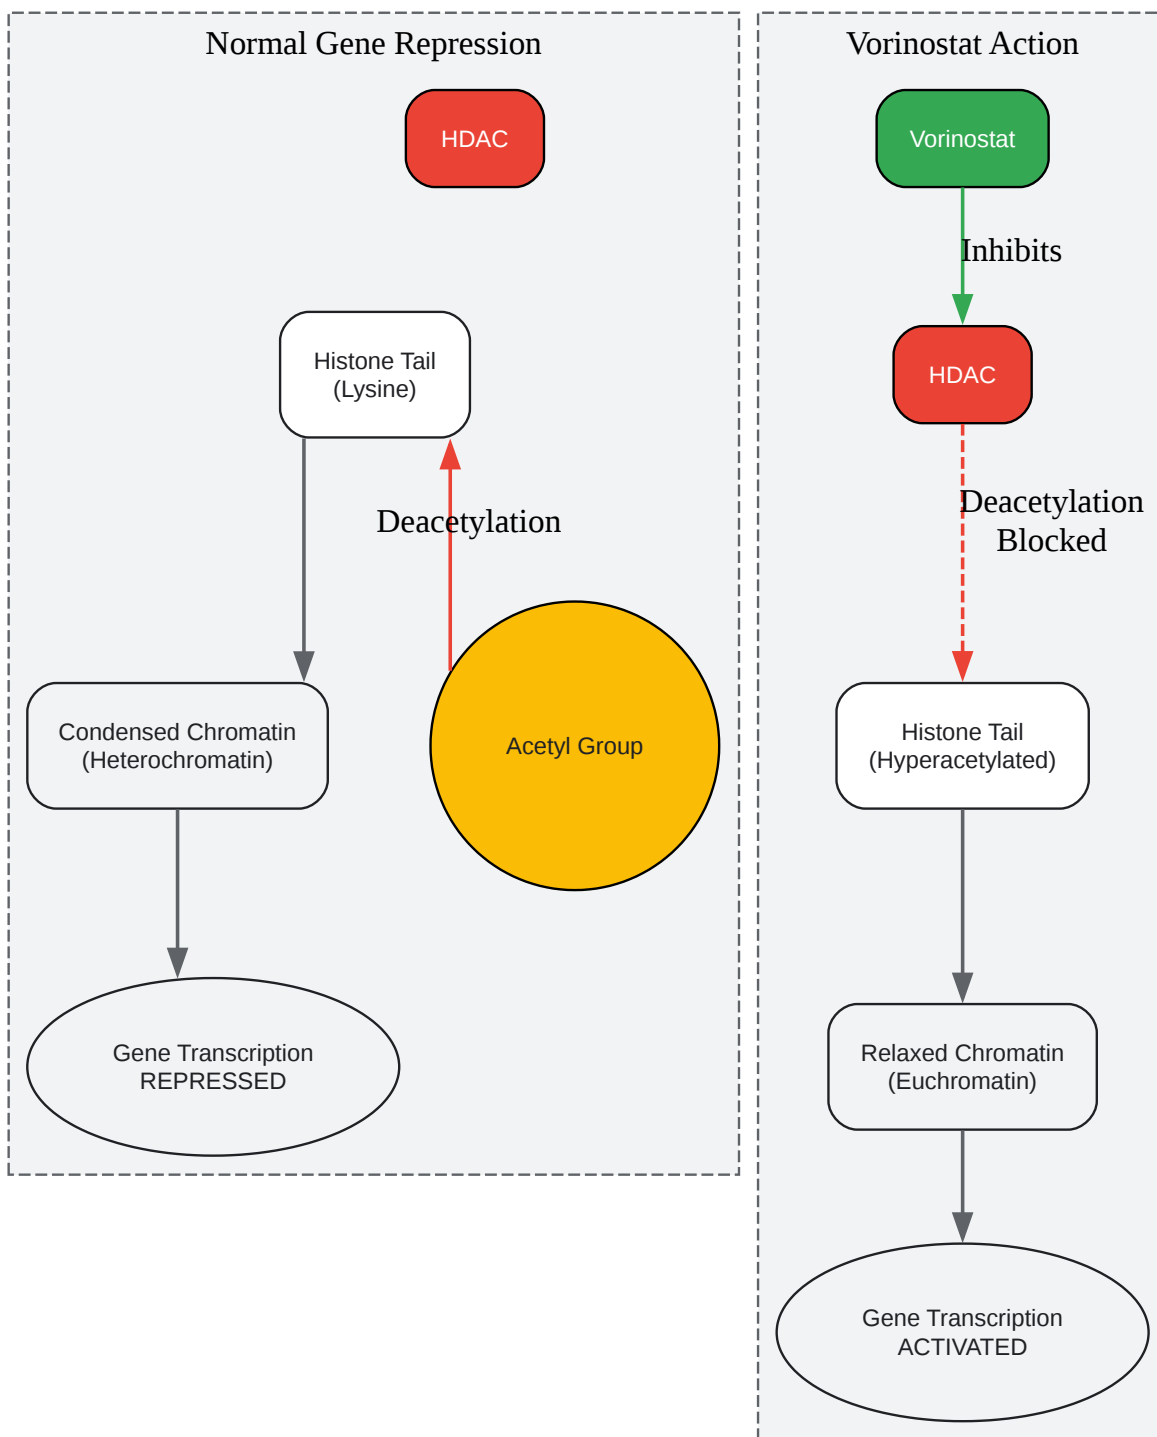 Normal Gene Repression
HDAC
Histone Tail
(Lysine)
Deacetylation
Condensed Chromatin
(Heterochromatin)
Acetyl Group
Gene Transcription
REPRESSED
Vorinostat Action
Vorinostat
Inhibits
HDAC
Deacetylation
Blocked
Histone Tail
(Hyperacetylated)
Relaxed Chromatin
(Euchromatin)
Gene Transcription
ACTIVATED